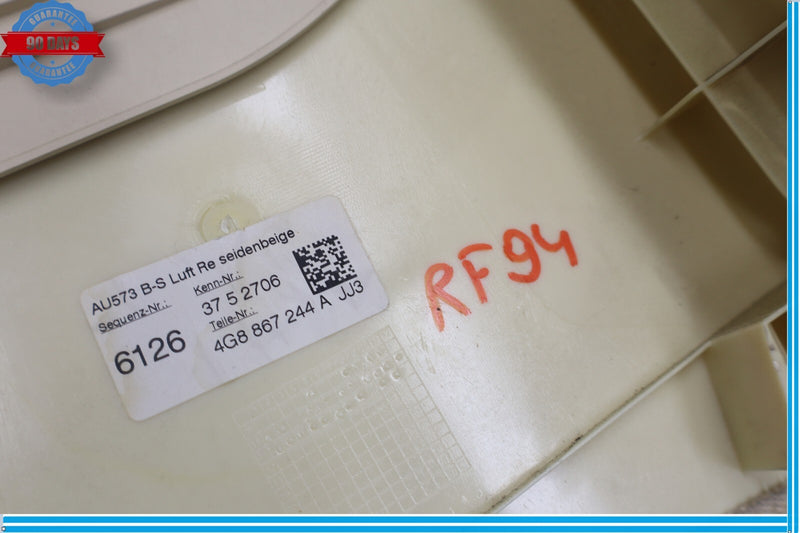 GUARANTEE
90 DAYS
GUARANTEE
AU573 B-S Luft Re seidenbeige
Sequenz-Nr.:
Kenn-Nr.:
6126
37 5 2706
Teile-Nr.:
4G8 867 244 A JJ3
RF94